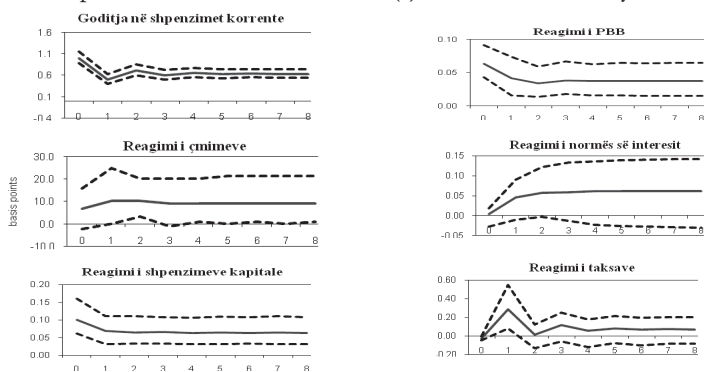 Goditja në shpenzimet korrente
1.6
1.1
0.6
0.1
-0.4
0 1 2 3 4 5 6 7 8
Reagimi i PBB
0.10
0.05
0.00
0 1 2 3 4 5 6 7 8
Reagimi i çmimeve
basis points
30.0
20.0
10.0
0.0
-10.0
0 1 2 3 4 5 6 7 8
Reagimi i normës së interesit
0.15
0.10
0.05
0.00
-0.05
0 1 2 3 4 5 6 7 8
Reagimi i shpenzimeve kapitale
0.20
0.15
0.10
0.05
0.00
0 1 2 3 4 5 6 7 8
Reagimi i taksave
0.60
0.40
0.20
0.00
-0.20
0 1 2 3 4 5 6 7 8